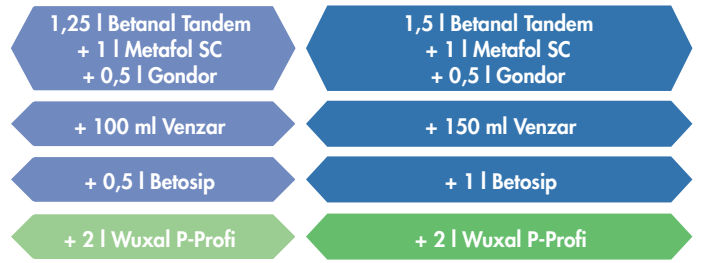 1,25 l Betanal Tandem
+ 1 l Metafol SC
+ 0,5 l Gondor
1,5 l Betanal Tandem
+ 1 l Metafol SC
+ 0,5 l Gondor
+ 100 ml Venzar
+ 150 ml Venzar
+ 0,5 l Betosip
+ 1 l Betosip
+ 2 l Wuxal P-Profi
+ 2 l Wuxal P-Profi